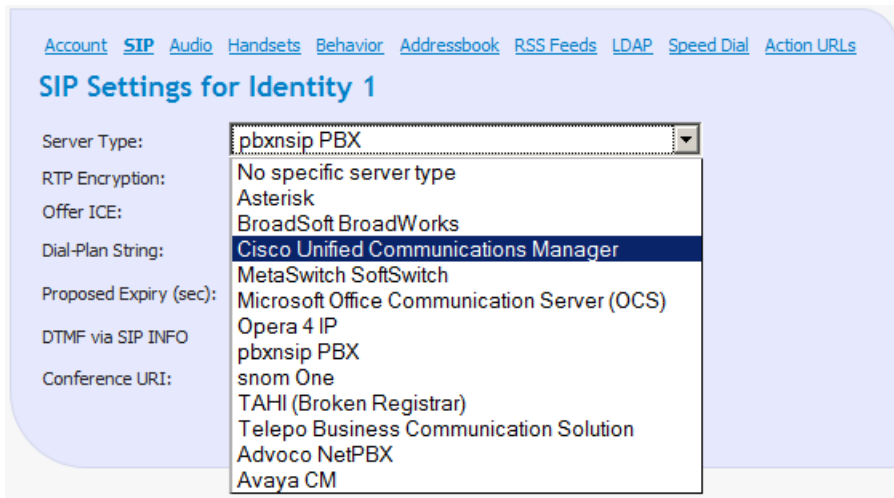 Account SIP Audio Handsets Behavior Addressbook RSS Feeds LDAP Speed Dial Action URLs
SIP Settings for Identity 1
Server Type: pbxnsip PBX
RTP Encryption: No specific server type
Asterisk
Offer ICE:
BroadSoft BroadWorks
Dial-Plan String: Cisco Unified Communications Manager
MetaSwitch SoftSwitch
Proposed Expiry (sec): Microsoft Office Communication Server (OCS)
Opera 4 IP
DTMF via SIP INFO
pbxnsip PBX
Conference URI: snom One
TAHI (Broken Registrar)
Telepo Business Communication Solution
Advoco NetPBX
Avaya CM